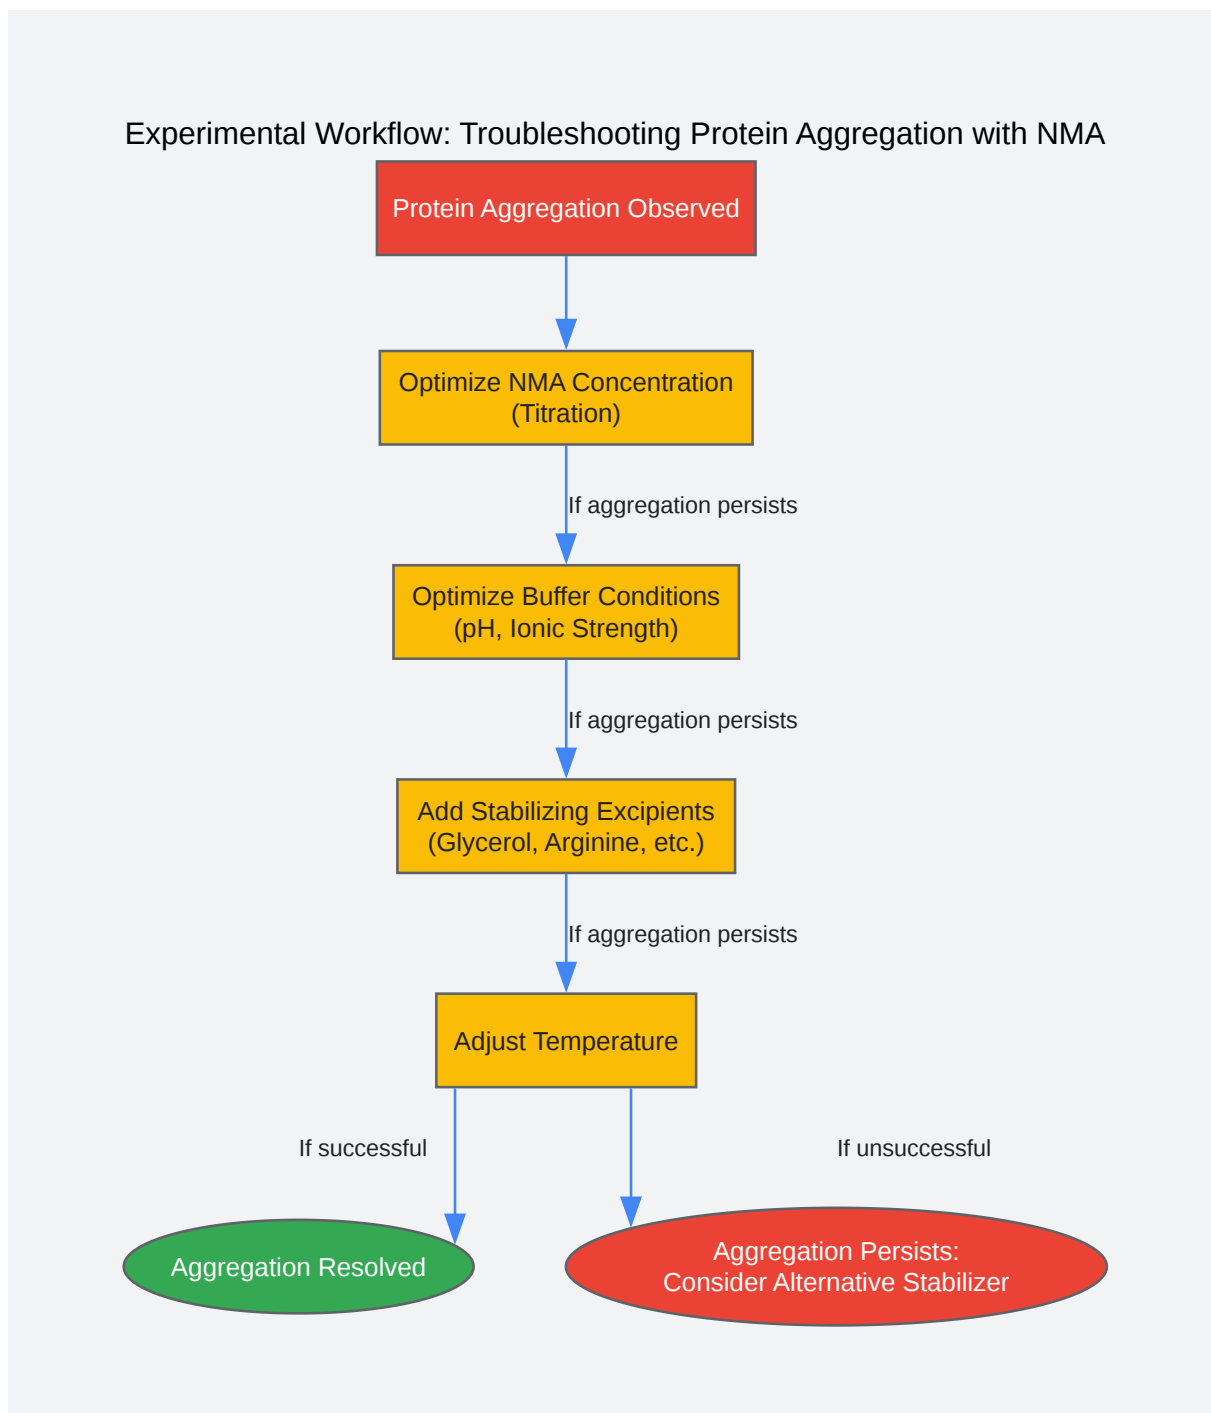 Experimental Workflow: Troubleshooting Protein Aggregation with NMA
Protein Aggregation Observed
Optimize NMA Concentration
(Titration)
If aggregation persists
Optimize Buffer Conditions
(pH, Ionic Strength)
If aggregation persists
Add Stabilizing Excipients
(Glycerol, Arginine, etc.)
If aggregation persists
Adjust Temperature
If successful
If unsuccessful
Aggregation Resolved
Aggregation Persists:
Consider Alternative Stabilizer